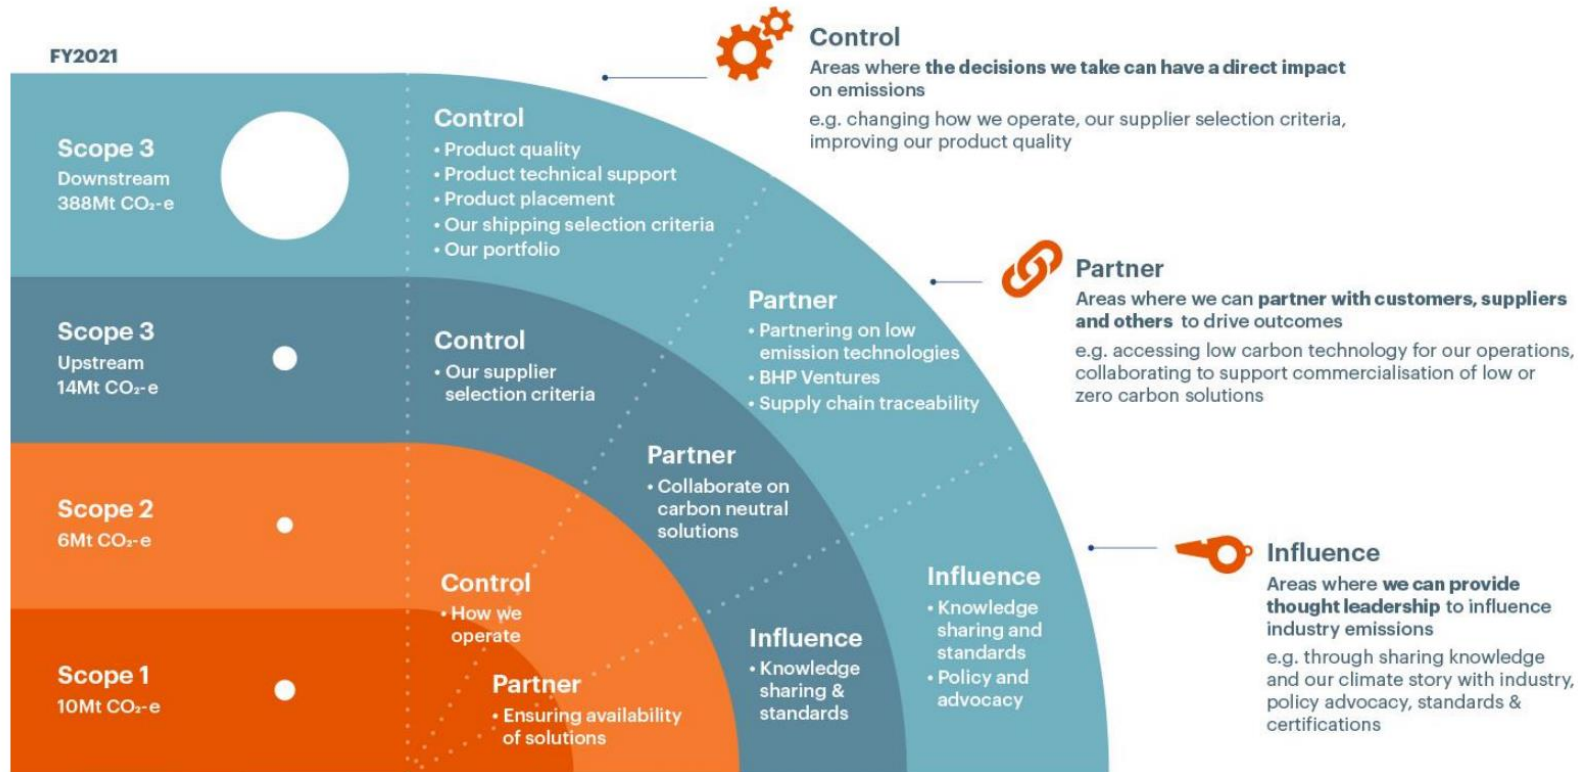 FY2021
Scope 3
Downstream
388Mt CO₂-e
Control
• Product quality
• Product technical support
• Product placement
• Our shipping selection criteria
• Our portfolio
Partner
• Partnering on low
emission technologies
• BHP Ventures
• Supply chain traceability
Influence
• Knowledge
sharing and
standards
• Policy and
advocacy
Scope 3
Upstream
14Mt CO₂-e
Control
• Our supplier
selection criteria
Partner
• Collaborate on
carbon neutral
solutions
Influence
• Knowledge
sharing &
standards
Scope 2
6Mt CO₂-e
Scope 1
10Mt CO₂-e
Control
• How we
operate
Partner
• Ensuring availability
of solutions
Control
Areas where the decisions we take can have a direct impact
on emissions
e.g. changing how we operate, our supplier selection criteria,
improving our product quality
Partner
Areas where we can partner with customers, suppliers
and others to drive outcomes
e.g. accessing low carbon technology for our operations,
collaborating to support commercialisation of low or
zero carbon solutions
Influence
Areas where we can provide
thought leadership to influence
industry emissions
e.g. through sharing knowledge
and our climate story with industry,
policy advocacy, standards &
certifications